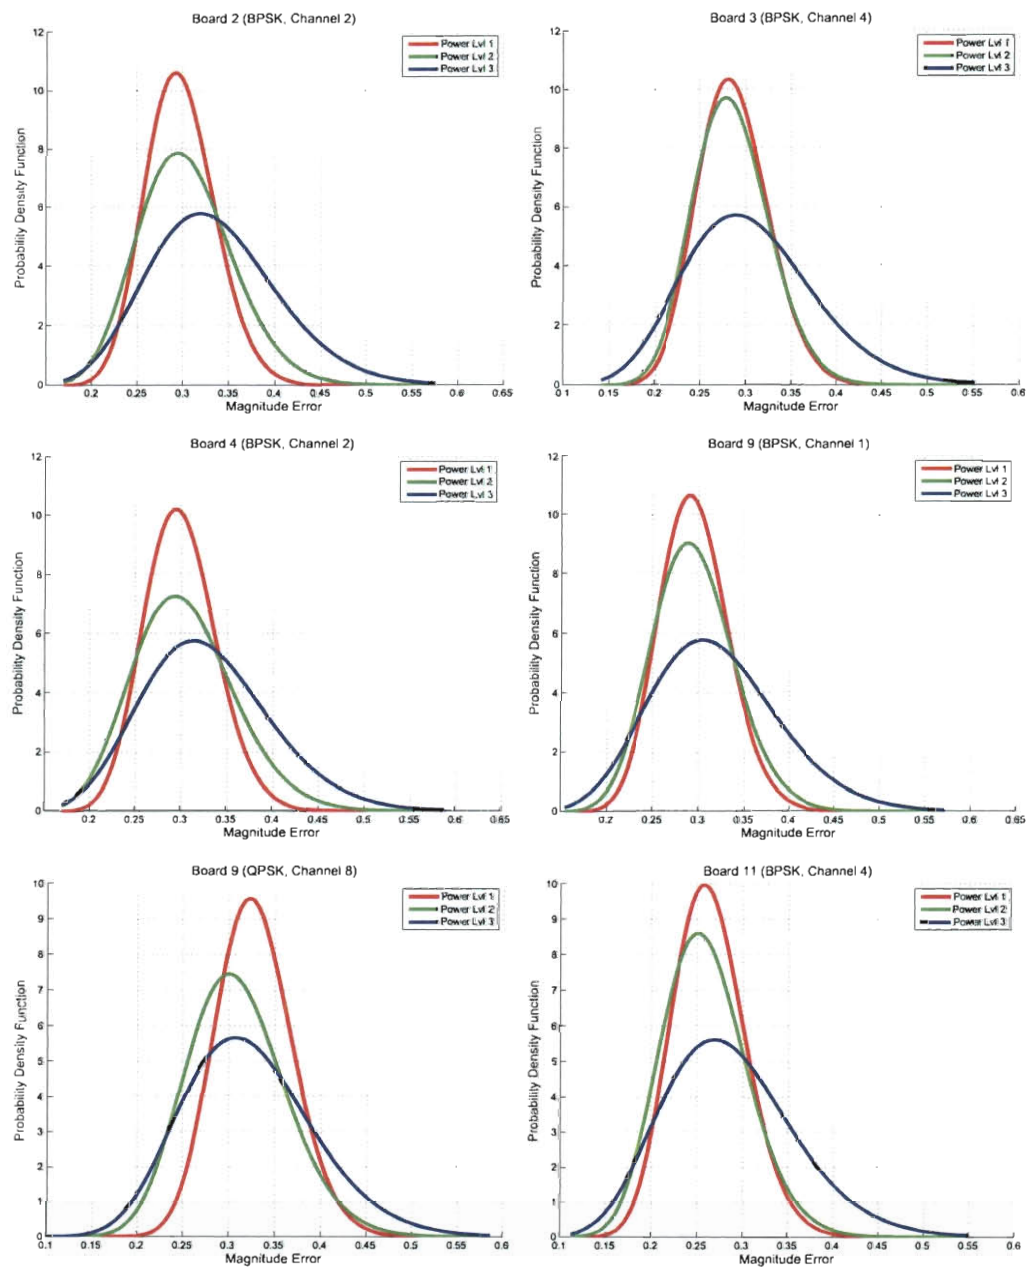 Board 2 (BPSK, Channel 2)
12
10
8
6
4
2
0
Probability Density Function
Power Lvl 1
Power Lvl 2
Power Lvl 3
0.2 0.25 0.3 0.35 0.4 0.45 0.5 0.55 0.6 0.65
Magnitude Error
Board 3 (BPSK, Channel 4)
12
10
8
6
4
2
0
Probability Density Function
Power Lvl 1
Power Lvl 2
Power Lvl 3
0.1 0.15 0.2 0.25 0.3 0.35 0.4 0.45 0.5 0.55 0.6
Magnitude Error
Board 4 (BPSK, Channel 2)
12
10
8
6
4
2
0
Probability Density Function
Power Lvl 1
Power Lvl 2
Power Lvl 3
0.2 0.25 0.3 0.35 0.4 0.45 0.5 0.55 0.6 0.65
Magnitude Error
Board 9 (BPSK, Channel 1)
12
10
8
6
4
2
0
Probability Density Function
Power Lvl 1
Power Lvl 2
Power Lvl 3
0.2 0.25 0.3 0.35 0.4 0.45 0.5 0.55 0.6 0.65
Magnitude Error
Board 9 (QPSK, Channel 8)
10
9
8
7
6
5
4
3
2
1
0
Probability Density Function
Power Lvl 1
Power Lvl 2
Power Lvl 3
0.1 0.15 0.2 0.25 0.3 0.35 0.4 0.45 0.5 0.55 0.6
Magnitude Error
Board 11 (BPSK, Channel 4)
10
9
8
7
6
5
4
3
2
1
0
Probability Density Function
Power Lvl 1
Power Lvl 2
Power Lvl 3
0.1 0.15 0.2 0.25 0.3 0.35 0.4 0.45 0.5 0.55 0.6
Magnitude Error